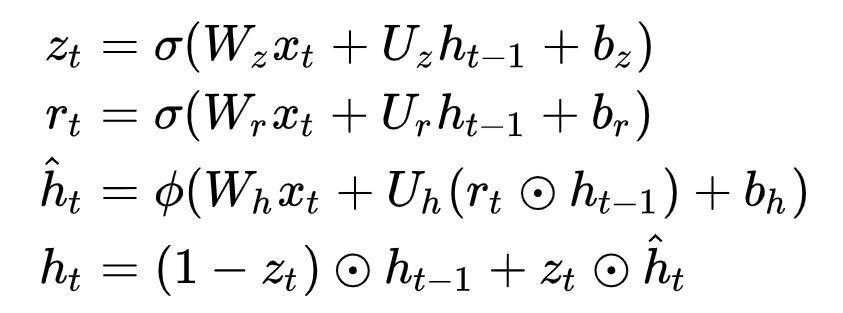 z_t = σ(W_z x_t + U_z h_{t−1} + b_z)
r_t = σ(W_r x_t + U_r h_{t−1} + b_r)
ĥ_t = ϕ(W_h x_t + U_h(r_t ⊙ h_{t−1}) + b_h)
h_t = (1 − z_t) ⊙ h_{t−1} + z_t ⊙ ĥ_t